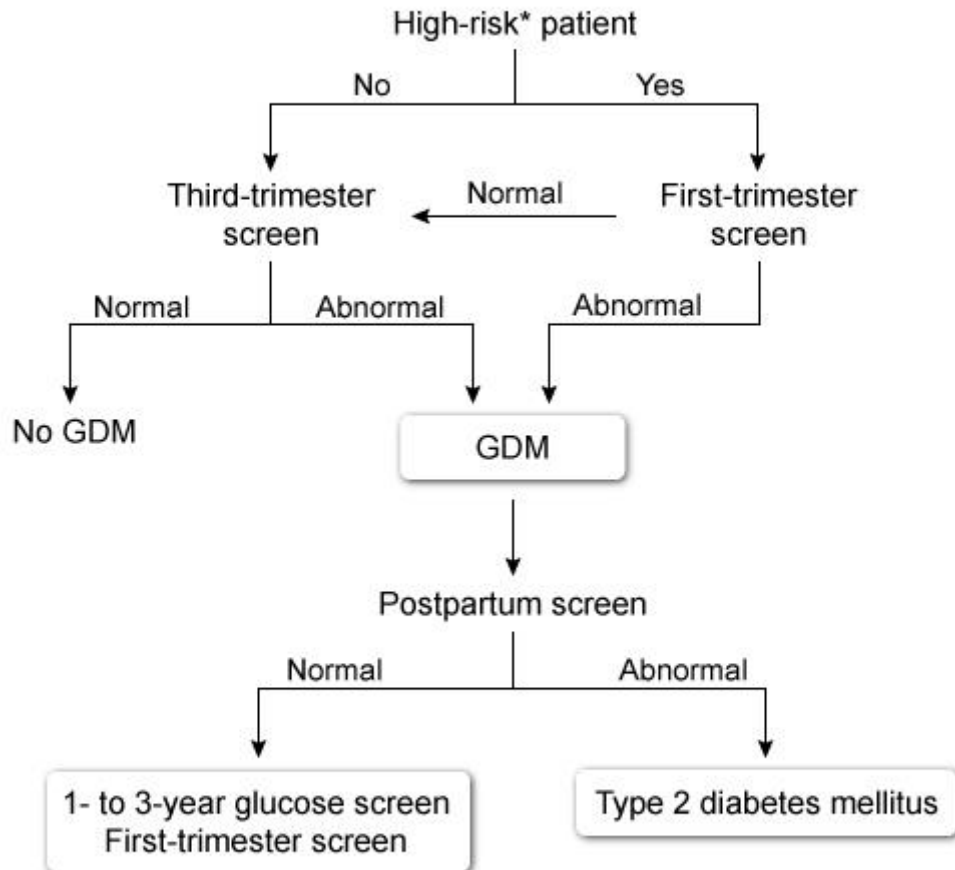 High-risk* patient
No
Yes
Third-trimester
screen
Normal
First-trimester
screen
Normal
Abnormal
Abnormal
No GDM
GDM
Postpartum screen
Normal
Abnormal
1- to 3-year glucose screen
First-trimester screen
Type 2 diabetes mellitus